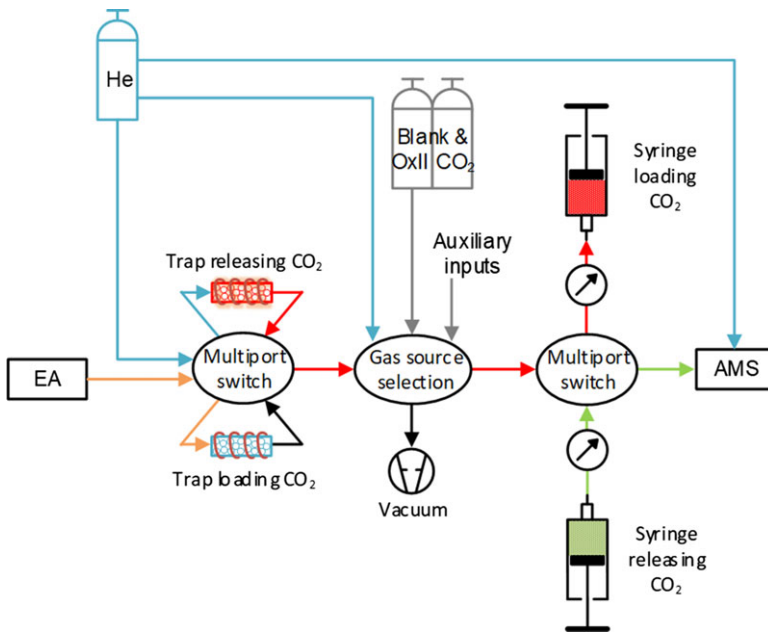 He
Blank &
OxII CO₂
Syringe
loading
CO₂
Auxiliary
inputs
Trap releasing CO₂
EA
Multiport
switch
Gas source
selection
Multiport
switch
AMS
Trap loading CO₂
Vacuum
Syringe
releasing
CO₂